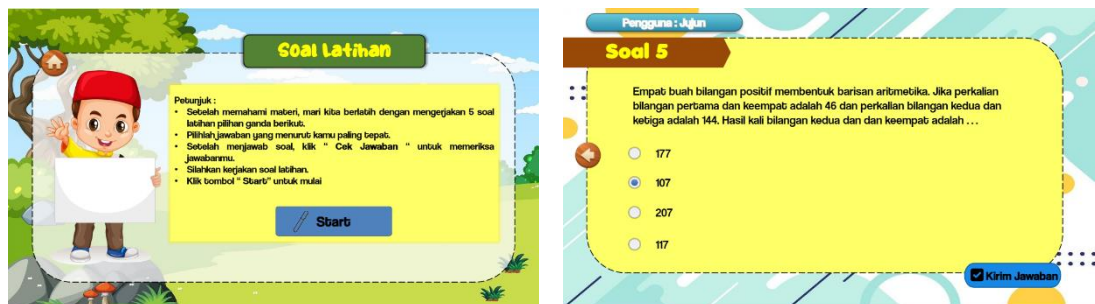 Soal Latihan
Petunjuk :
• Setelah memahami materi, mari kita berlatih dengan mengerjakan 5 soal
latihan pilihan ganda berikut.
• Pilihlah jawaban yang menurut kamu paling tepat.
• Setelah menjawab soal, klik " Cek Jawaban " untuk memeriksa
jawabanmu.
• Silahkan kerjakan soal latihan.
• Klik tombol " Start" untuk mulai
Start
Pengguna : Jujun
Soal 5
Empat buah bilangan positif membentuk barisan aritmetika. Jika perkalian
bilangan pertama dan keempat adalah 46 dan perkalian bilangan kedua dan
ketiga adalah 144. Hasil kali bilangan kedua dan dan keempat adalah . . .
177
107
207
117
Kirim Jawaban